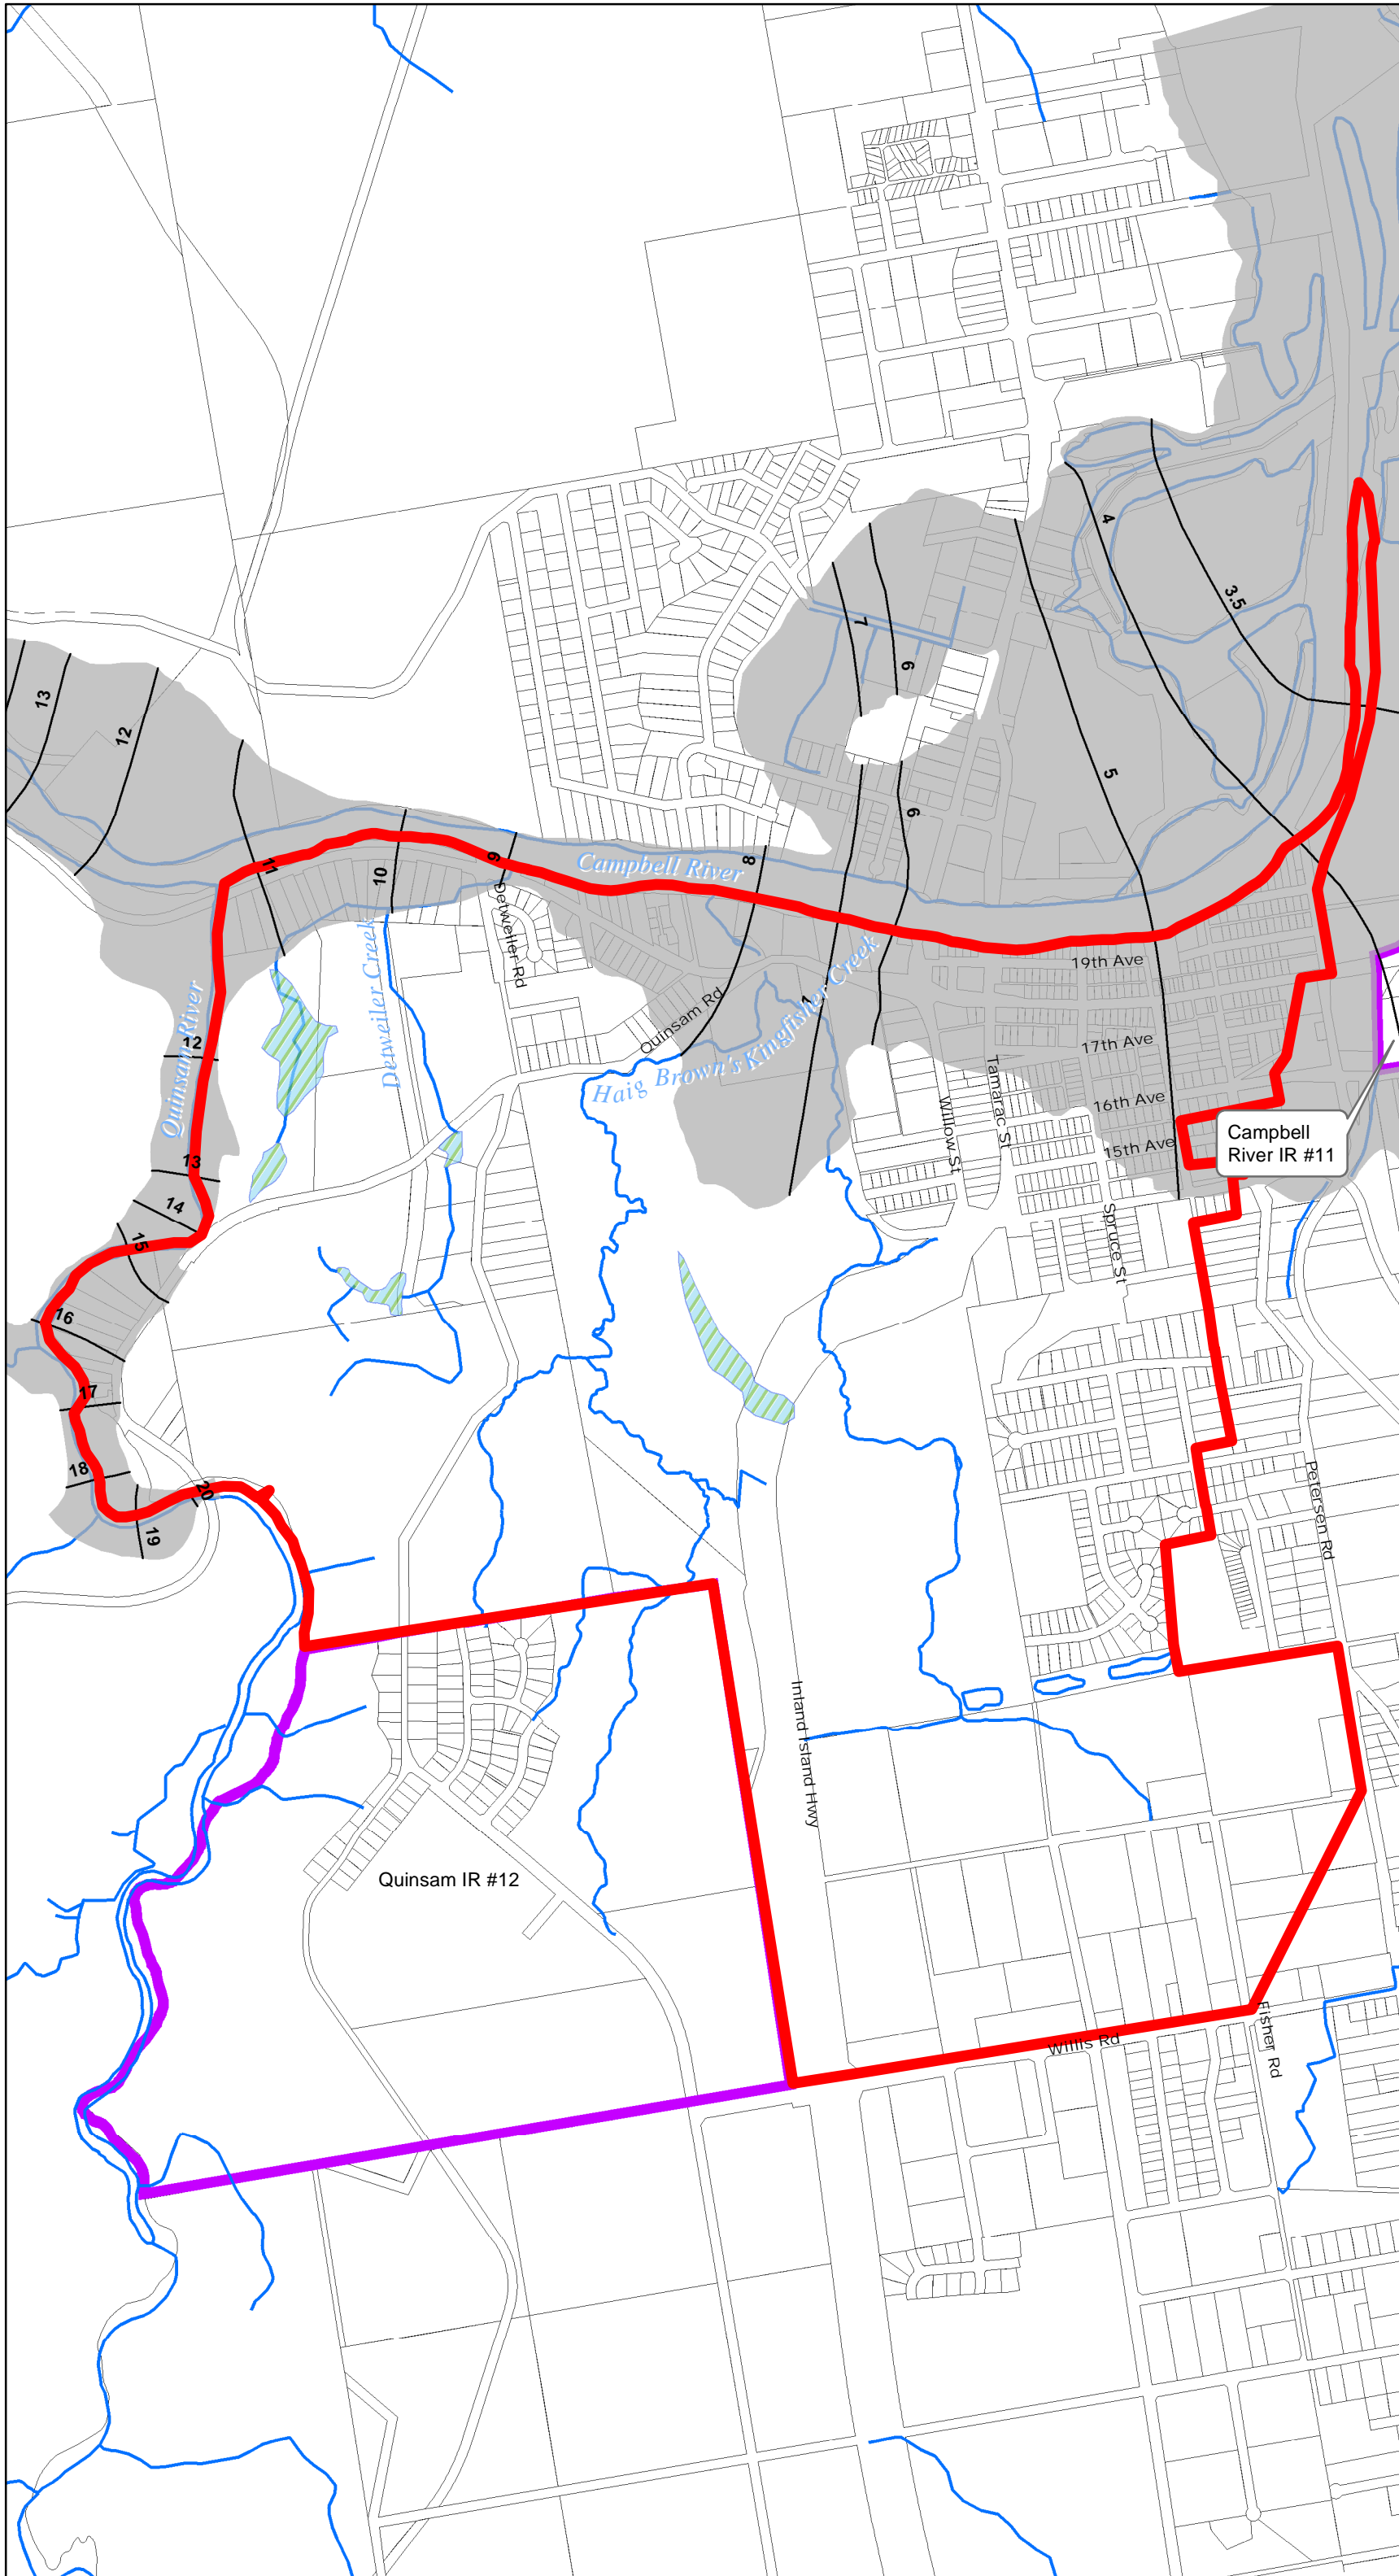 4
3.5
7
6
13
12
5
6
Campbell River
8
9
11
10
Detweiler Rd
19th Ave
Detweiler Creek
Quinsam River
Quinsam Rd
7
Haig Brown's Kingfisher Creek
12
17th Ave
Tamarac St
16th Ave
Willow St
15th Ave
Campbell
River IR #11
13
14
15
Spruce St
16
17
18
20
19
Petersen Rd
Inland Island Hwy
Quinsam IR #12
Willis Rd
Fisher Rd